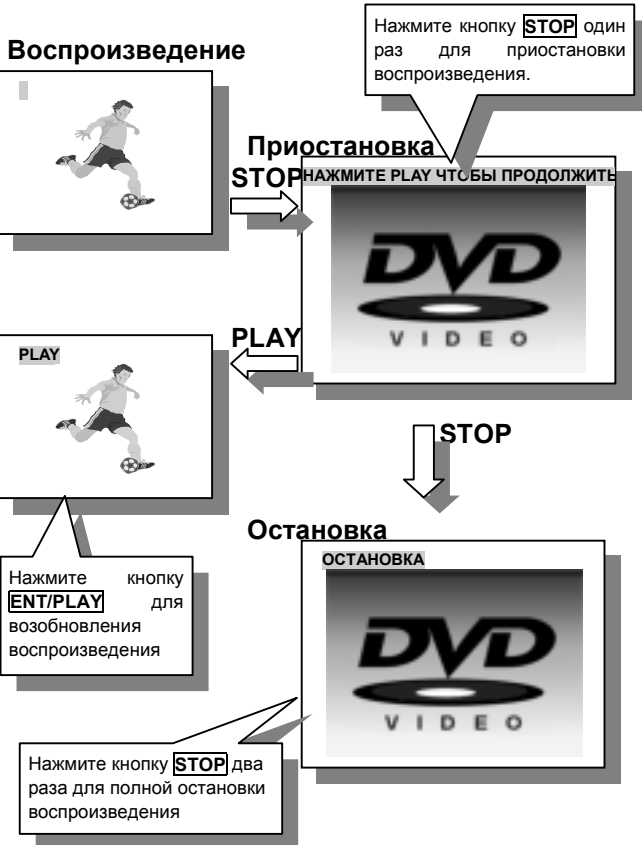 Нажмите кнопку STOP один
раз для приостановки
воспроизведения.
Воспроизведение
Приостановка
STOP
НАЖМИТЕ PLAY ЧТОБЫ ПРОДОЛЖИТЬ
DVD
VIDEO
PLAY
PLAY
STOP
Нажмите кнопку
ENT/PLAY для
возобновления
воспроизведения
Остановка
ОСТАНОВКА
DVD
VIDEO
Нажмите кнопку STOP два
раза для полной остановки
воспроизведения